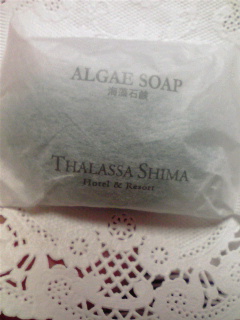 ALGAE SOAP
海藻石鹸
THALASSA SHIMA
Hotel & Resort